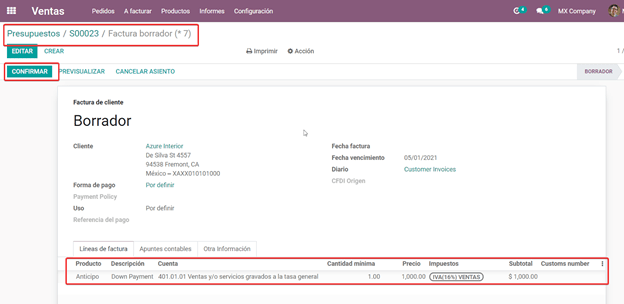 Ventas Pedidos A facturar Productos Informes Configuración 6 6 MX Company
Presupuestos / S00023 / Factura borrador (* 7)
EDITAR CREAR Imprimir Acción 1 /
CONFIRMAR PREVISUALIZAR CANCELAR ASIENTO BORRADOR
Factura de cliente
Borrador
Cliente Azure Interior Fecha factura
De Silva St 4557 Fecha vencimiento 05/01/2021
94538 Fremont, CA Diario Customer Invoices
México – XAXX010101000 CFDI Origen
Forma de pago Por definir
Payment Policy
Uso Por definir
Referencia del pago
Líneas de factura Apuntes contables Otra Información
Producto Descripción Cuenta Cantidad mínima Precio Impuestos Subtotal Customs number
Anticipo Down Payment 401.01.01 Ventas y/o servicios gravados a la tasa general 1.00 1,000.00 IVA(16%) VENTAS $ 1,000.00